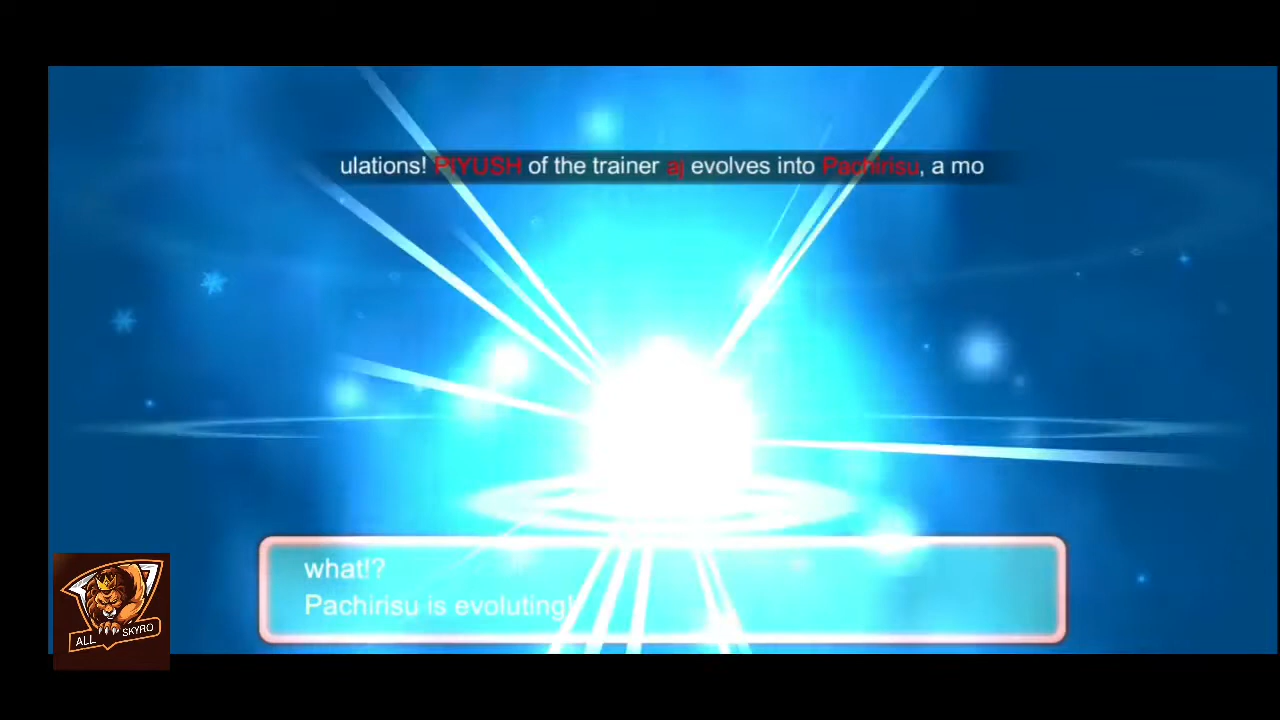 ulations! PIYUSH of the trainer aj evolves into Pachirisu, a mo
what!?
Pachirisu is evoluting!
ALL SKYRO